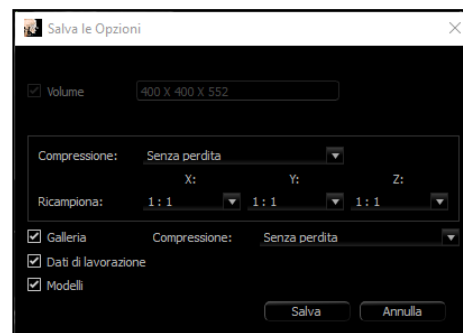 Salva le Opzioni
Volume 400 X 400 X 552
Compressione: Senza perdita
X: Y: Z:
Ricampiona: 1 : 1 1 : 1 1 : 1
Galleria Compressione: Senza perdita
Dati di lavorazione
Modelli
Salva Annulla